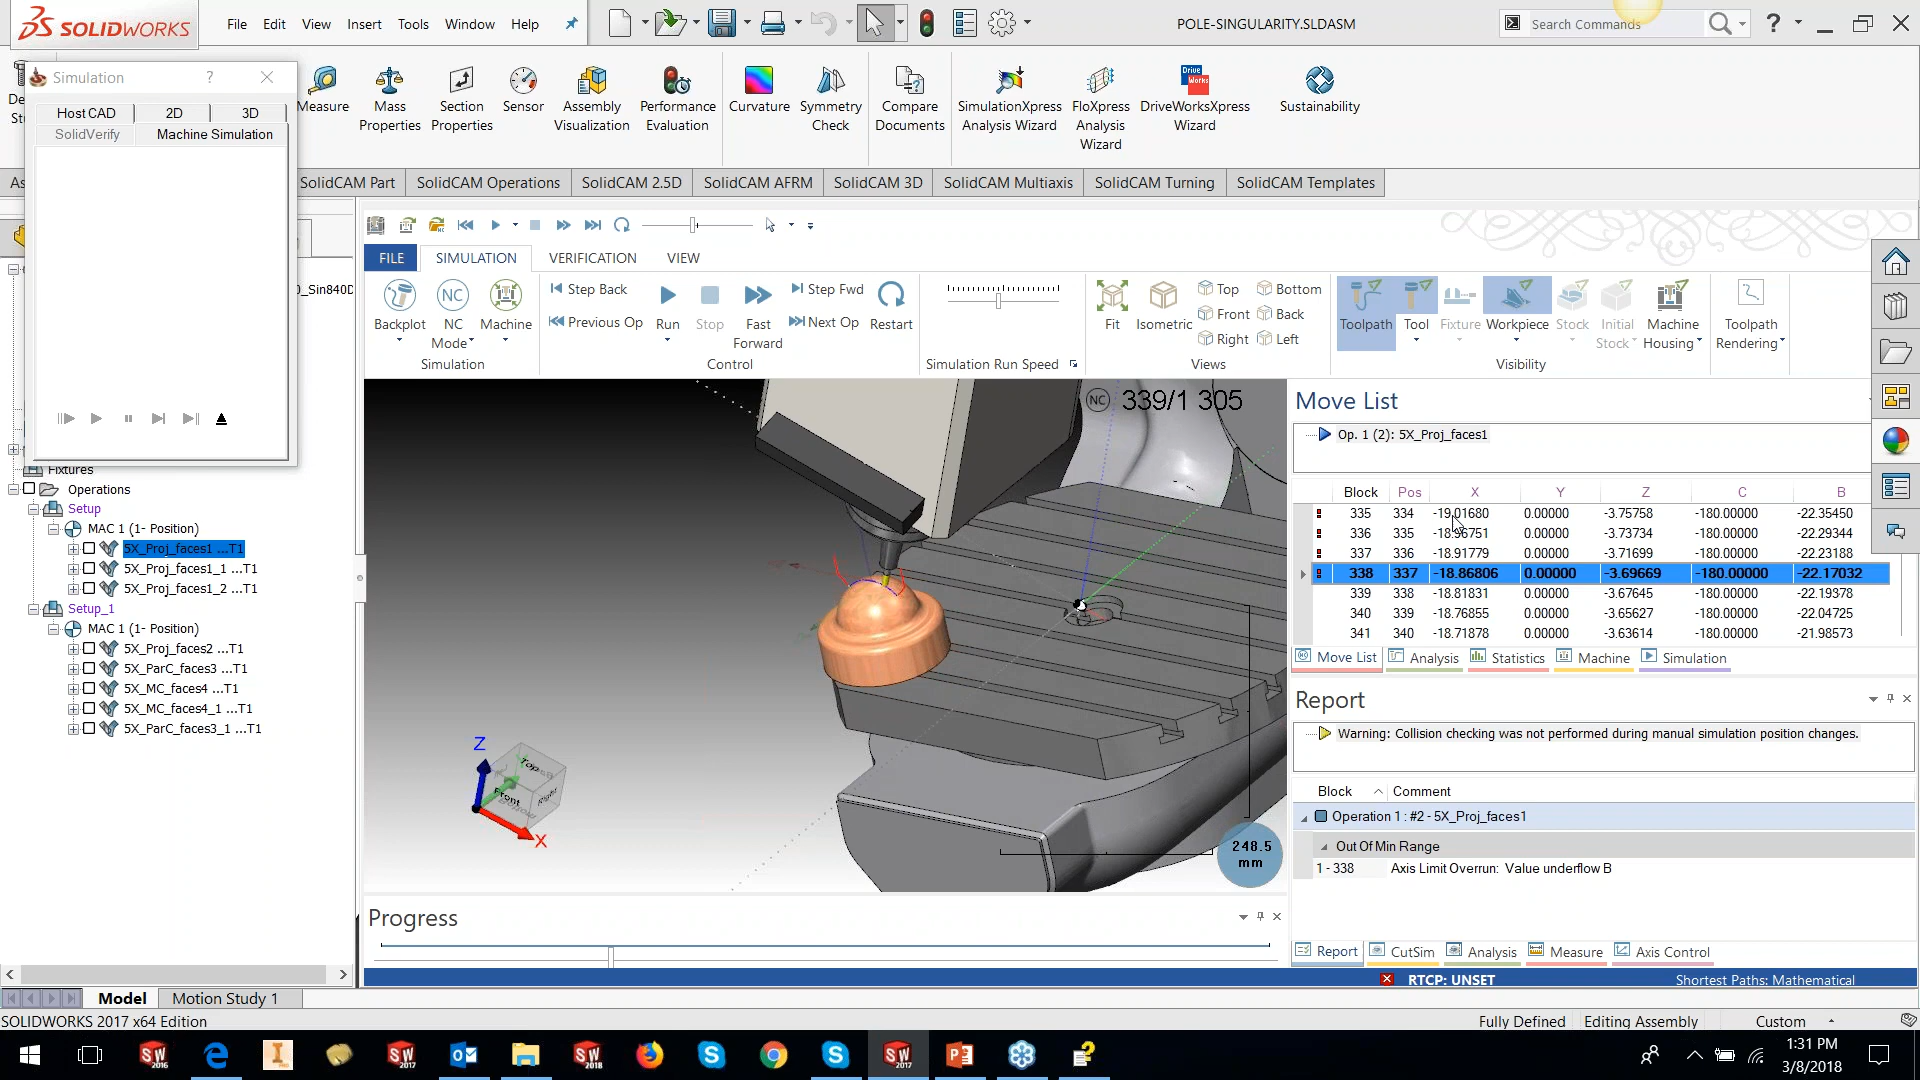 SOLIDWORKS File Edit View Insert Tools Window Help POLE-SINGULARITY.SLDASM Search Commands ?
Simulation ?
HostCAD 2D 3D
SolidVerify Machine Simulation
Measure
Mass Properties
Section Properties
Sensor
Assembly Visualization
Performance Evaluation
Curvature
Symmetry Check
Compare Documents
SimulationXpress Analysis Wizard
FloXpress Analysis Wizard
DriveWorksXpress Wizard
Sustainability
SolidCAM Part SolidCAM Operations SolidCAM 2.5D SolidCAM AFRM SolidCAM 3D SolidCAM Multiaxis SolidCAM Turning SolidCAM Templates
FILE SIMULATION VERIFICATION VIEW
Backplot
NC Mode
Machine
Simulation
Step Back
Previous Op
Run
Stop
Fast Forward
Step Fwd
Next Op
Restart
Control
Simulation Run Speed
Fit
Isometric
Top Bottom
Front Back
Right Left
Views
Toolpath
Tool
Fixture
Workpiece
Stock
Initial Stock
Machine Housing
Visibility
Toolpath Rendering
_Sin840D
Fixtures
Operations
Setup
MAC 1 (1- Position)
5X_Proj_faces1 ...T1
5X_Proj_faces1_1 ...T1
5X_Proj_faces1_2 ...T1
Setup_1
MAC 1 (1- Position)
5X_Proj_faces2 ...T1
5X_ParC_faces3 ...T1
5X_MC_faces4 ...T1
5X_MC_faces4_1 ...T1
5X_ParC_faces3_1 ...T1
NC 339/1 305
Z
X
Top
Front
Right
248.5 mm
Move List
Op. 1 (2): 5X_Proj_faces1
Block Pos X Y Z C B
335 334 -19.01680 0.00000 -3.75758 -180.00000 -22.35450
336 335 -18.96751 0.00000 -3.73734 -180.00000 -22.29344
337 336 -18.91779 0.00000 -3.71699 -180.00000 -22.23188
338 337 -18.86806 0.00000 -3.69669 -180.00000 -22.17032
339 338 -18.81831 0.00000 -3.67645 -180.00000 -22.19378
340 339 -18.76855 0.00000 -3.65627 -180.00000 -22.04725
341 340 -18.71878 0.00000 -3.63614 -180.00000 -21.98573
Move List Analysis Statistics Machine Simulation
Report
Warning: Collision checking was not performed during manual simulation position changes.
Block Comment
Operation 1 : #2 - 5X_Proj_faces1
Out Of Min Range
1 - 338 Axis Limit Overrun: Value underflow B
Report CutSim Analysis Measure Axis Control
Progress
RTCP: UNSET Shortest Paths: Mathematical
Model Motion Study 1
SOLIDWORKS 2017 x64 Edition Fully Defined Editing Assembly Custom
1:31 PM
3/8/2018